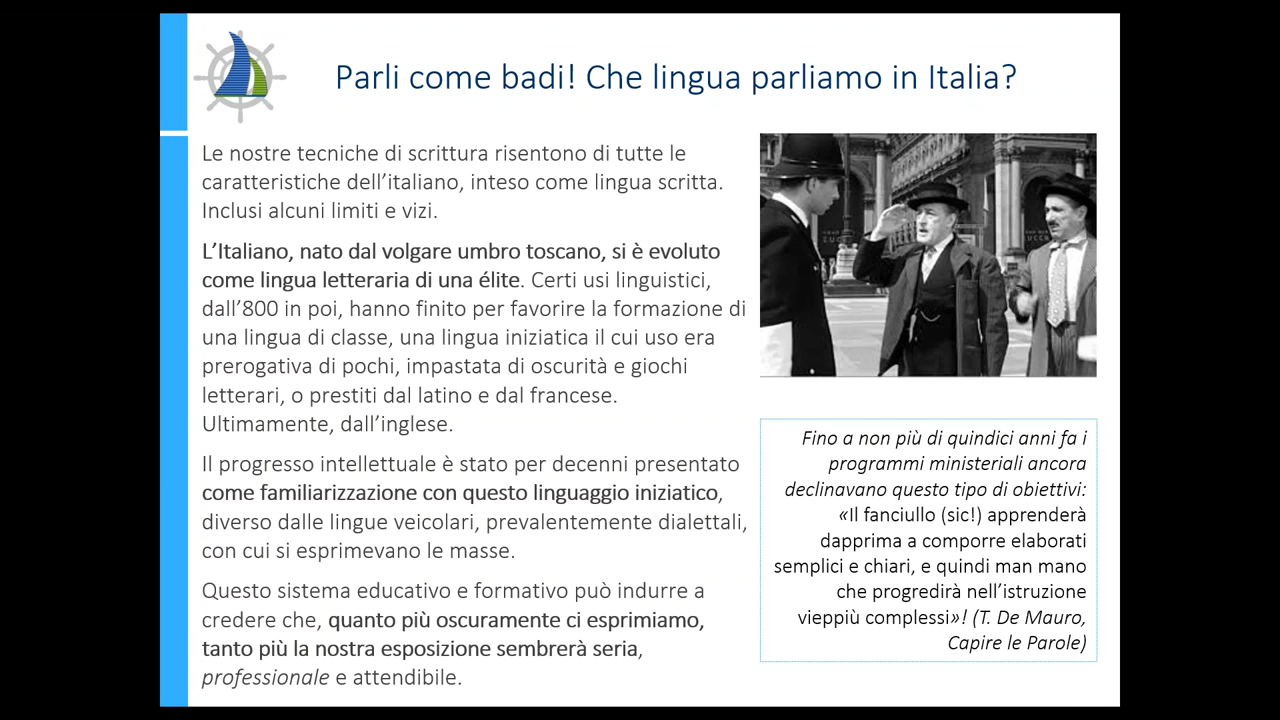 Parli come badi! Che lingua parliamo in Italia?
Le nostre tecniche di scrittura risentono di tutte le
caratteristiche dell’italiano, inteso come lingua scritta.
Inclusi alcuni limiti e vizi.
L’Italiano, nato dal volgare umbro toscano, si è evoluto
come lingua letteraria di una élite. Certi usi linguistici,
dall’800 in poi, hanno finito per favorire la formazione di
una lingua di classe, una lingua iniziatica il cui uso era
prerogativa di pochi, impastata di oscurità e giochi
letterari, o prestiti dal latino e dal francese.
Ultimamente, dall’inglese.
Il progresso intellettuale è stato per decenni presentato
come familiarizzazione con questo linguaggio iniziatico,
diverso dalle lingue veicolari, prevalentemente dialettali,
con cui si esprimevano le masse.
Questo sistema educativo e formativo può indurre a
credere che, quanto più oscuramente ci esprimiamo,
tanto più la nostra esposizione sembrerà seria,
professionale e attendibile.
Fino a non più di quindici anni fa i
programmi ministeriali ancora
declinavano questo tipo di obiettivi:
«Il fanciullo (sic!) apprenderà
dapprima a comporre elaborati
semplici e chiari, e quindi man mano
che progredirà nell’istruzione
vieppiù complessi»! (T. De Mauro,
Capire le Parole)